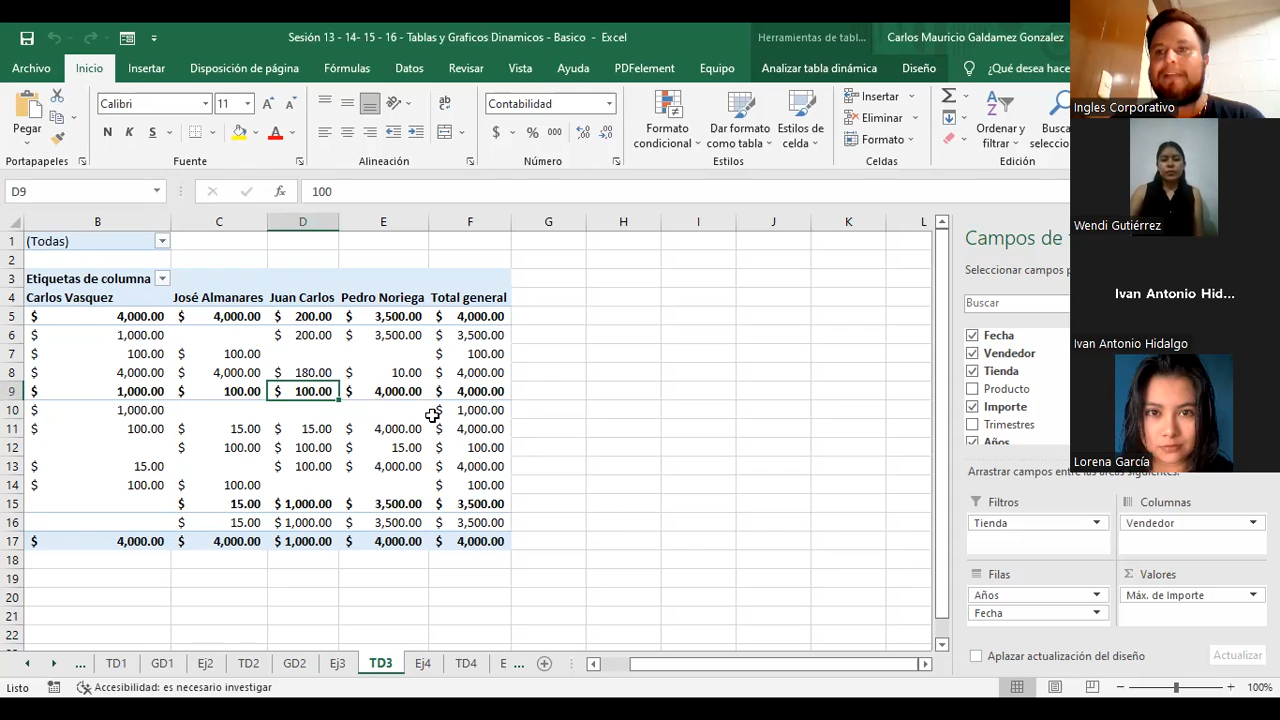 Sesión 13 - 14- 15 - 16 - Tablas y Graficos Dinamicos - Basico - Excel
Herramientas de tabl...
Carlos Mauricio Galdamez Gonzalez
Archivo Inicio Insertar Disposición de página Fórmulas Datos Revisar Vista Ayuda PDFelement Equipo Analizar tabla dinámica Diseño ¿Qué desea hace
Pegar
Calibri 11
N K S
Contabilidad
$ % 000
Formato condicional
Dar formato como tabla
Estilos de celda
Insertar
Eliminar
Formato
Ordenar y filtrar
Portapapeles Fuente Alineación Número Estilos Celdas Edición
D9 fx 100
B C D E F G H I J K L
1 (Todas)
2
3 Etiquetas de columna
4 Carlos Vasquez José Almanares Juan Carlos Pedro Noriega Total general
5 $ 4,000.00 $ 4,000.00 $ 200.00 $ 3,500.00 $ 4,000.00
6 $ 1,000.00 $ 200.00 $ 3,500.00 $ 3,500.00
7 $ 100.00 $ 100.00 $ 100.00
8 $ 4,000.00 $ 4,000.00 $ 180.00 $ 10.00 $ 4,000.00
9 $ 1,000.00 $ 100.00 $ 100.00 $ 4,000.00 $ 4,000.00
10 $ 1,000.00 $ 1,000.00
11 $ 100.00 $ 15.00 $ 15.00 $ 4,000.00 $ 4,000.00
12 $ 100.00 $ 100.00 $ 15.00 $ 100.00
13 $ 15.00 $ 100.00 $ 4,000.00 $ 4,000.00
14 $ 100.00 $ 100.00 $ 100.00
15 $ 15.00 $ 1,000.00 $ 3,500.00 $ 3,500.00
16 $ 15.00 $ 1,000.00 $ 3,500.00 $ 3,500.00
17 $ 4,000.00 $ 4,000.00 $ 1,000.00 $ 4,000.00 $ 4,000.00
18
19
20
21
22
Campos de
Seleccionar campos
Buscar
Fecha
Vendedor
Tienda
Producto
Importe
Trimestres
Años
Arrastrar campos entre
Filtros Columnas
Tienda Vendedor
Filas Valores
Años Máx. de Importe
Fecha
Aplazar actualización del diseño Actualizar
... TD1 GD1 Ej2 TD2 GD2 Ej3 TD3 Ej4 TD4 E ...
Listo Accesibilidad: es necesario investigar 100%
Ingles Corporativo
Wendi Gutiérrez
Ivan Antonio Hid...
Ivan Antonio Hidalgo
Lorena García